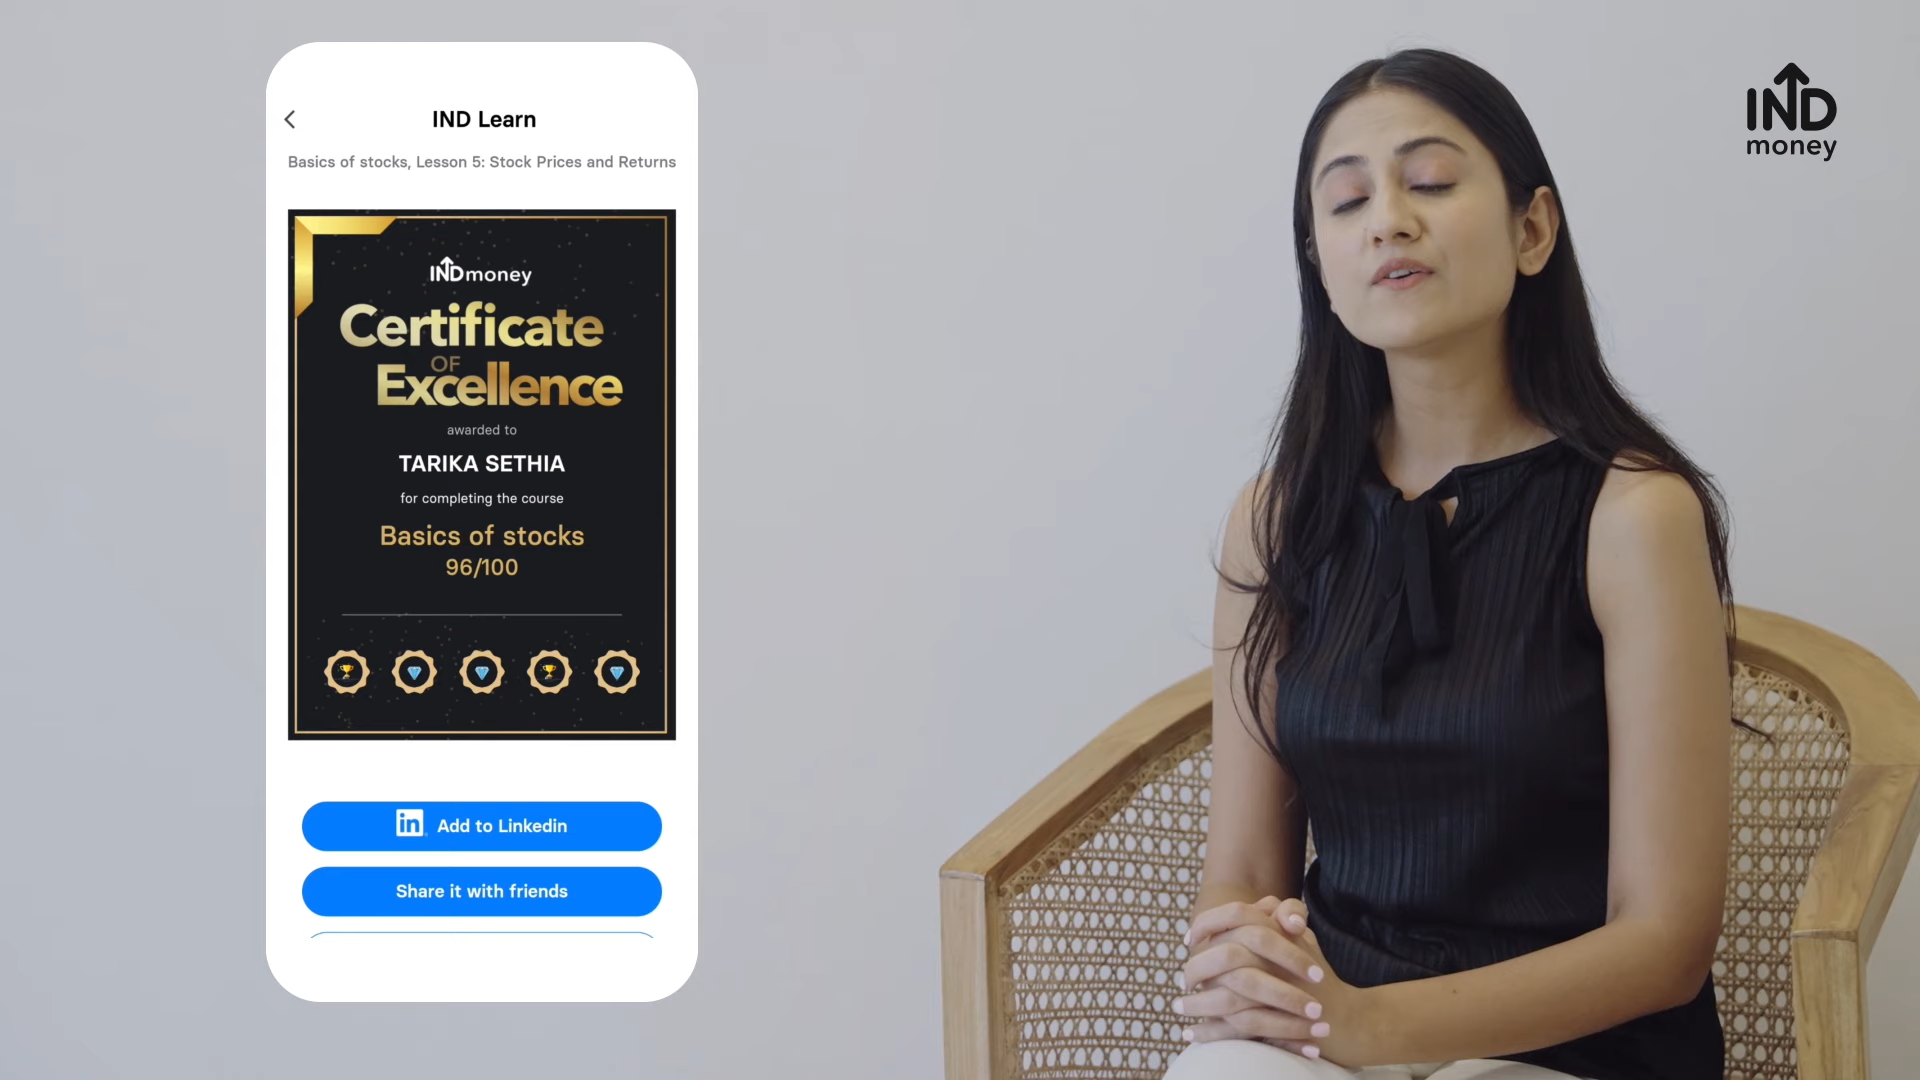 IND Learn
Basics of stocks, Lesson 5: Stock Prices and Returns
INDmoney
Certificate
OF
Excellence
awarded to
TARIKA SETHIA
for completing the course
Basics of stocks
96/100
in Add to Linkedin
Share it with friends
IND
money